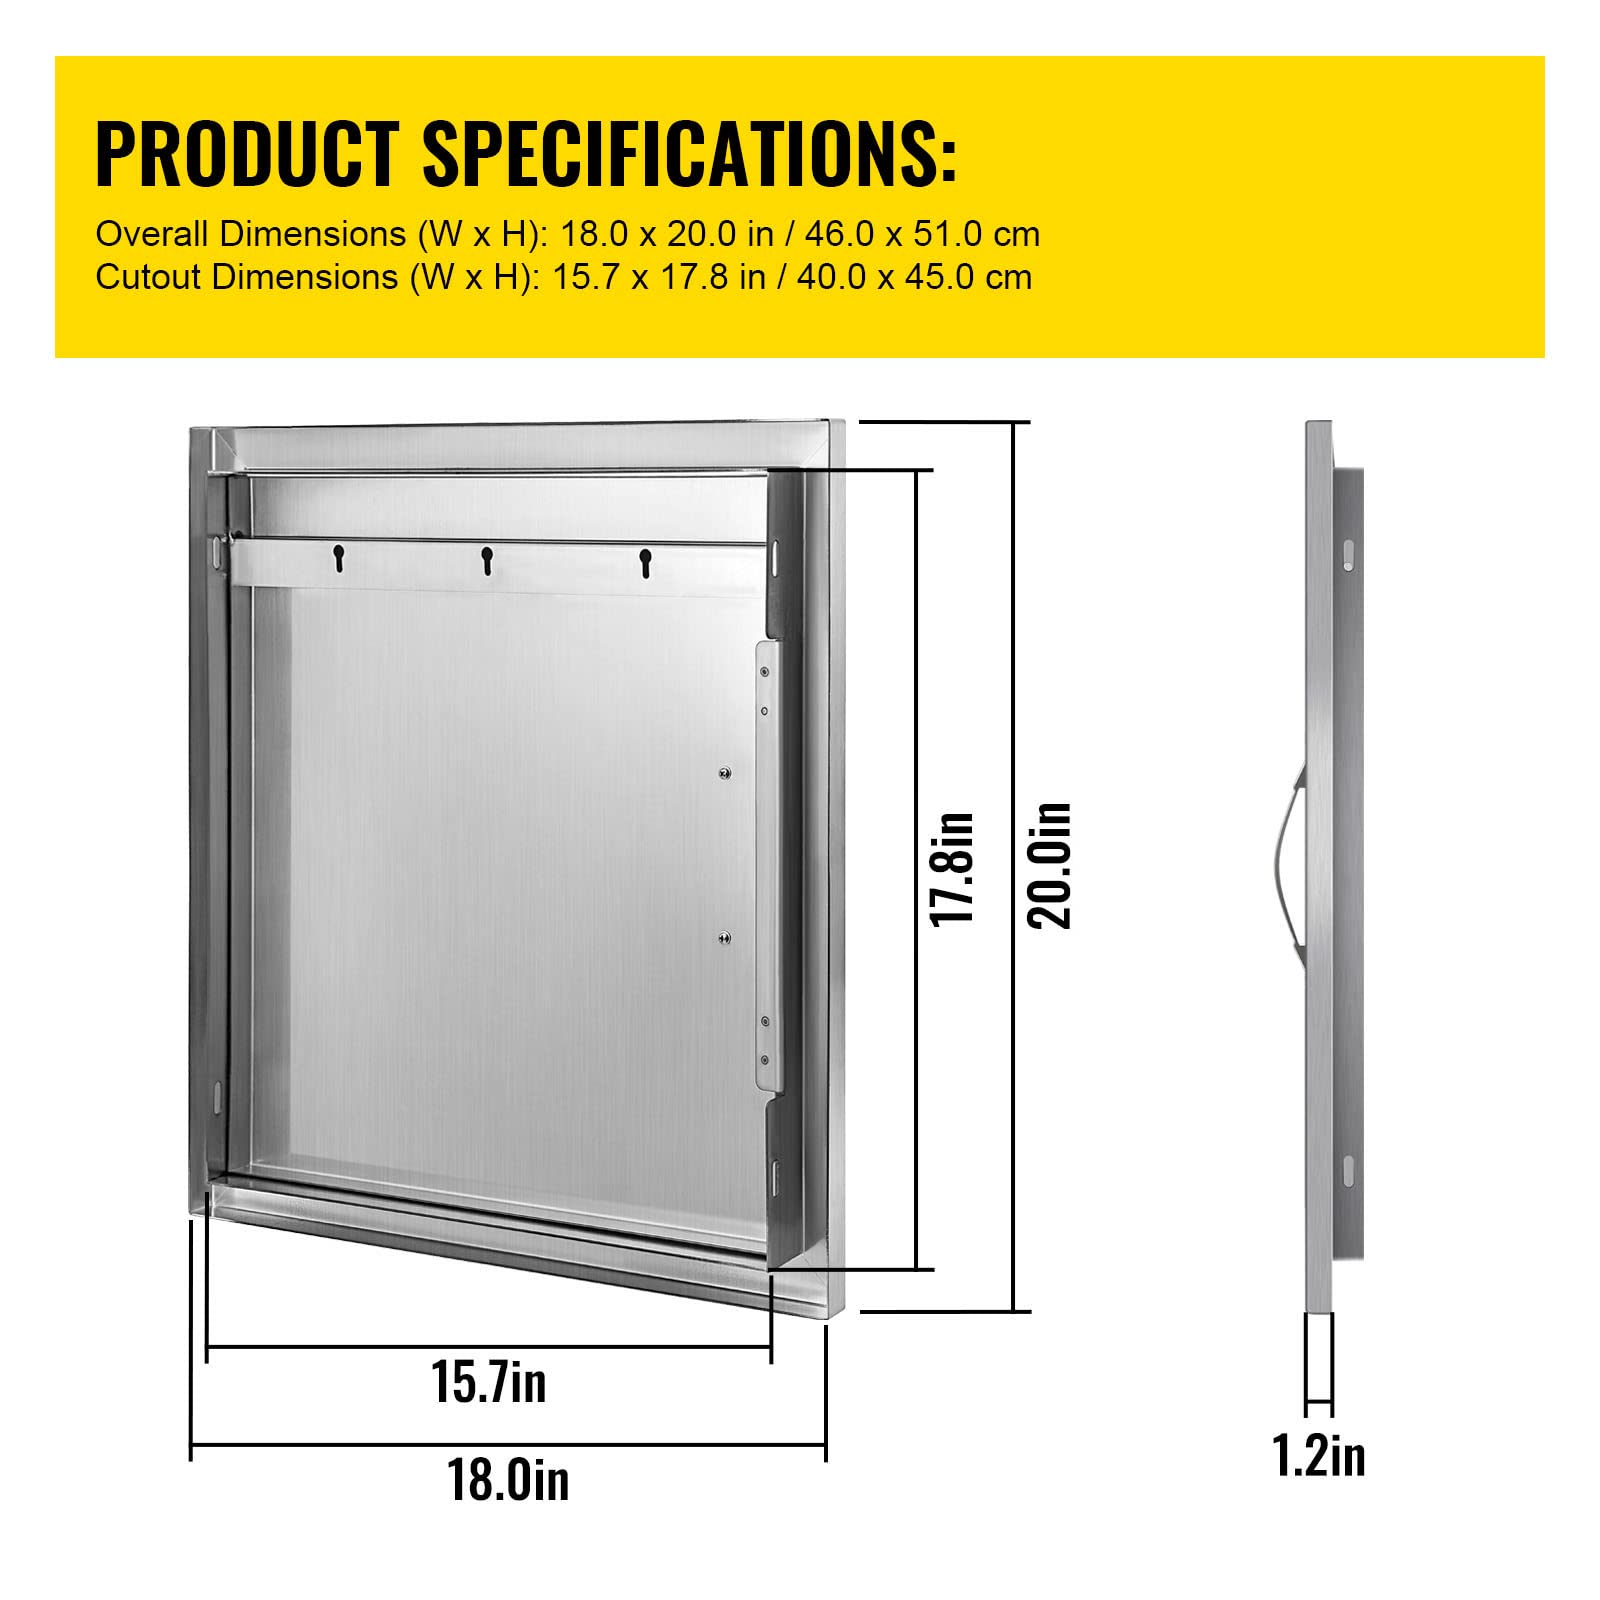 PRODUCT SPECIFICATIONS:
Overall Dimensions (W x H): 18.0 x 20.0 in / 46.0 x 51.0 cm
Cutout Dimensions (W x H): 15.7 x 17.8 in / 40.0 x 45.0 cm
17.8in
20.0in
15.7in
18.0in
1.2in